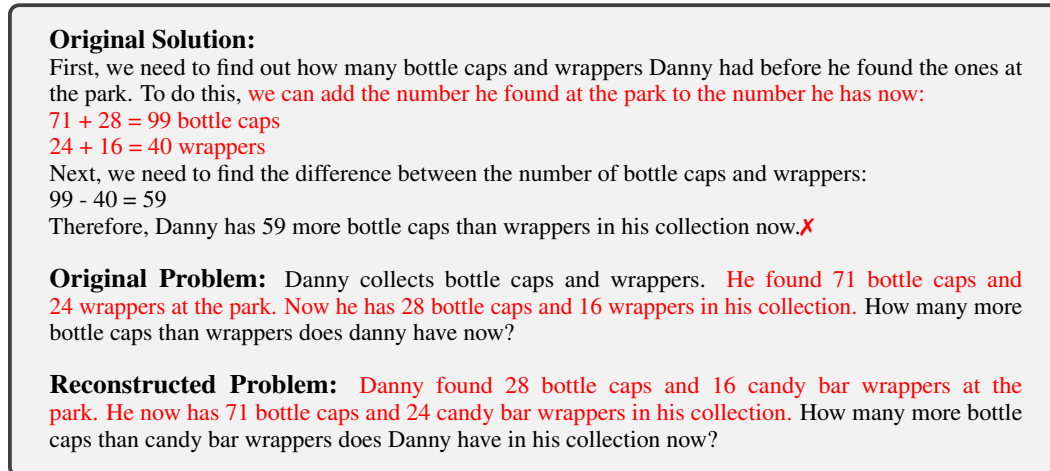 Original Solution:
First, we need to find out how many bottle caps and wrappers Danny had before he found the ones at
the park. To do this, we can add the number he found at the park to the number he has now:
71 + 28 = 99 bottle caps
24 + 16 = 40 wrappers
Next, we need to find the difference between the number of bottle caps and wrappers:
99 - 40 = 59
Therefore, Danny has 59 more bottle caps than wrappers in his collection now.✗
Original Problem: Danny collects bottle caps and wrappers. He found 71 bottle caps and
24 wrappers at the park. Now he has 28 bottle caps and 16 wrappers in his collection. How many more
bottle caps than wrappers does danny have now?
Reconstructed Problem: Danny found 28 bottle caps and 16 candy bar wrappers at the
park. He now has 71 bottle caps and 24 candy bar wrappers in his collection. How many more bottle
caps than candy bar wrappers does Danny have in his collection now?